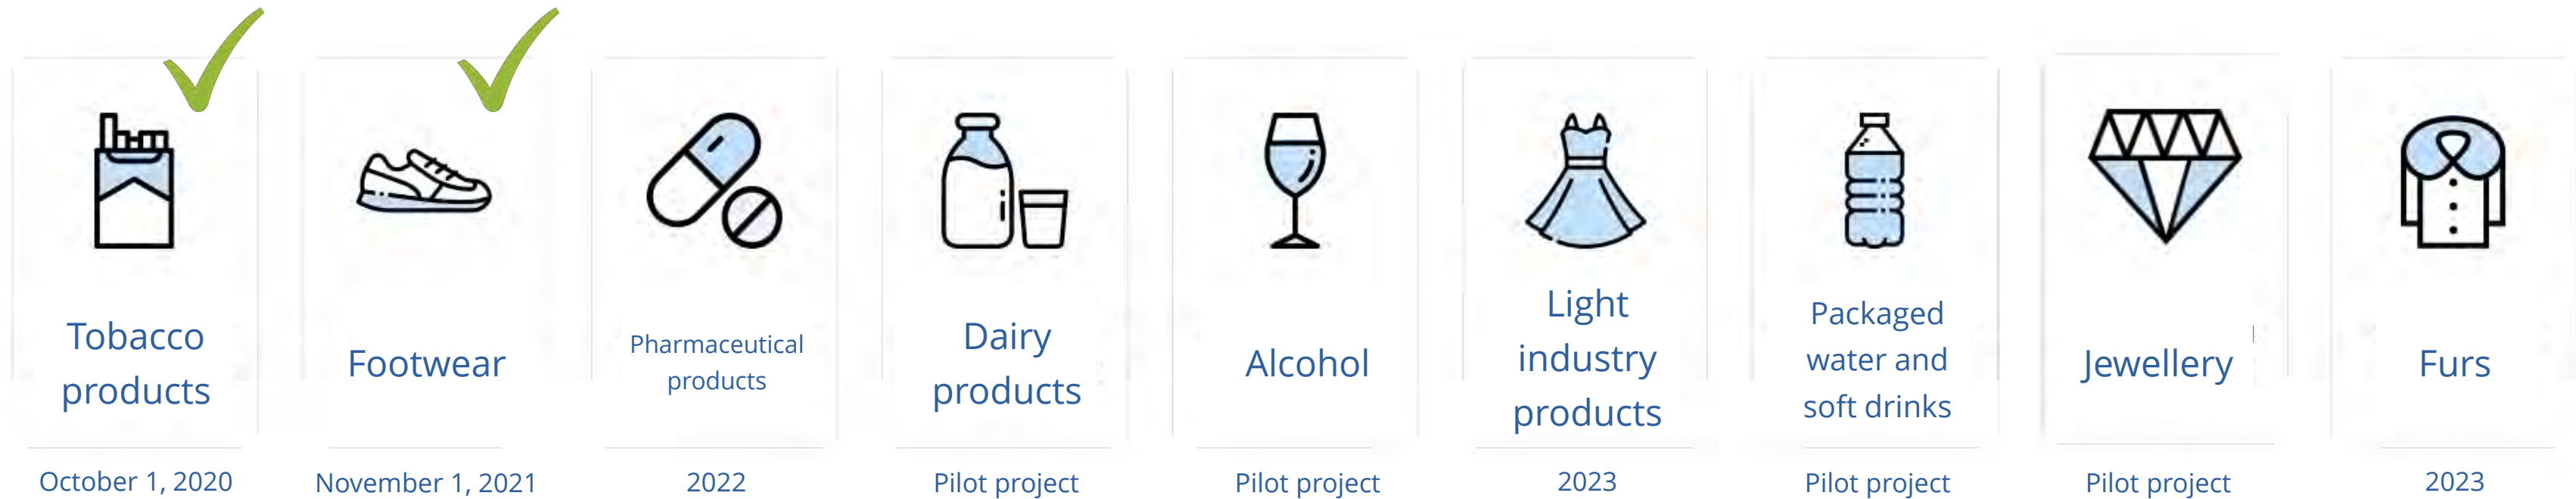 Tobacco
products
October 1, 2020
Footwear
November 1, 2021
Pharmaceutical
products
2022
Dairy
products
Pilot project
Alcohol
Pilot project
Light
industry
products
2023
Packaged
water and
soft drinks
Pilot project
Jewellery
Pilot project
Furs
2023